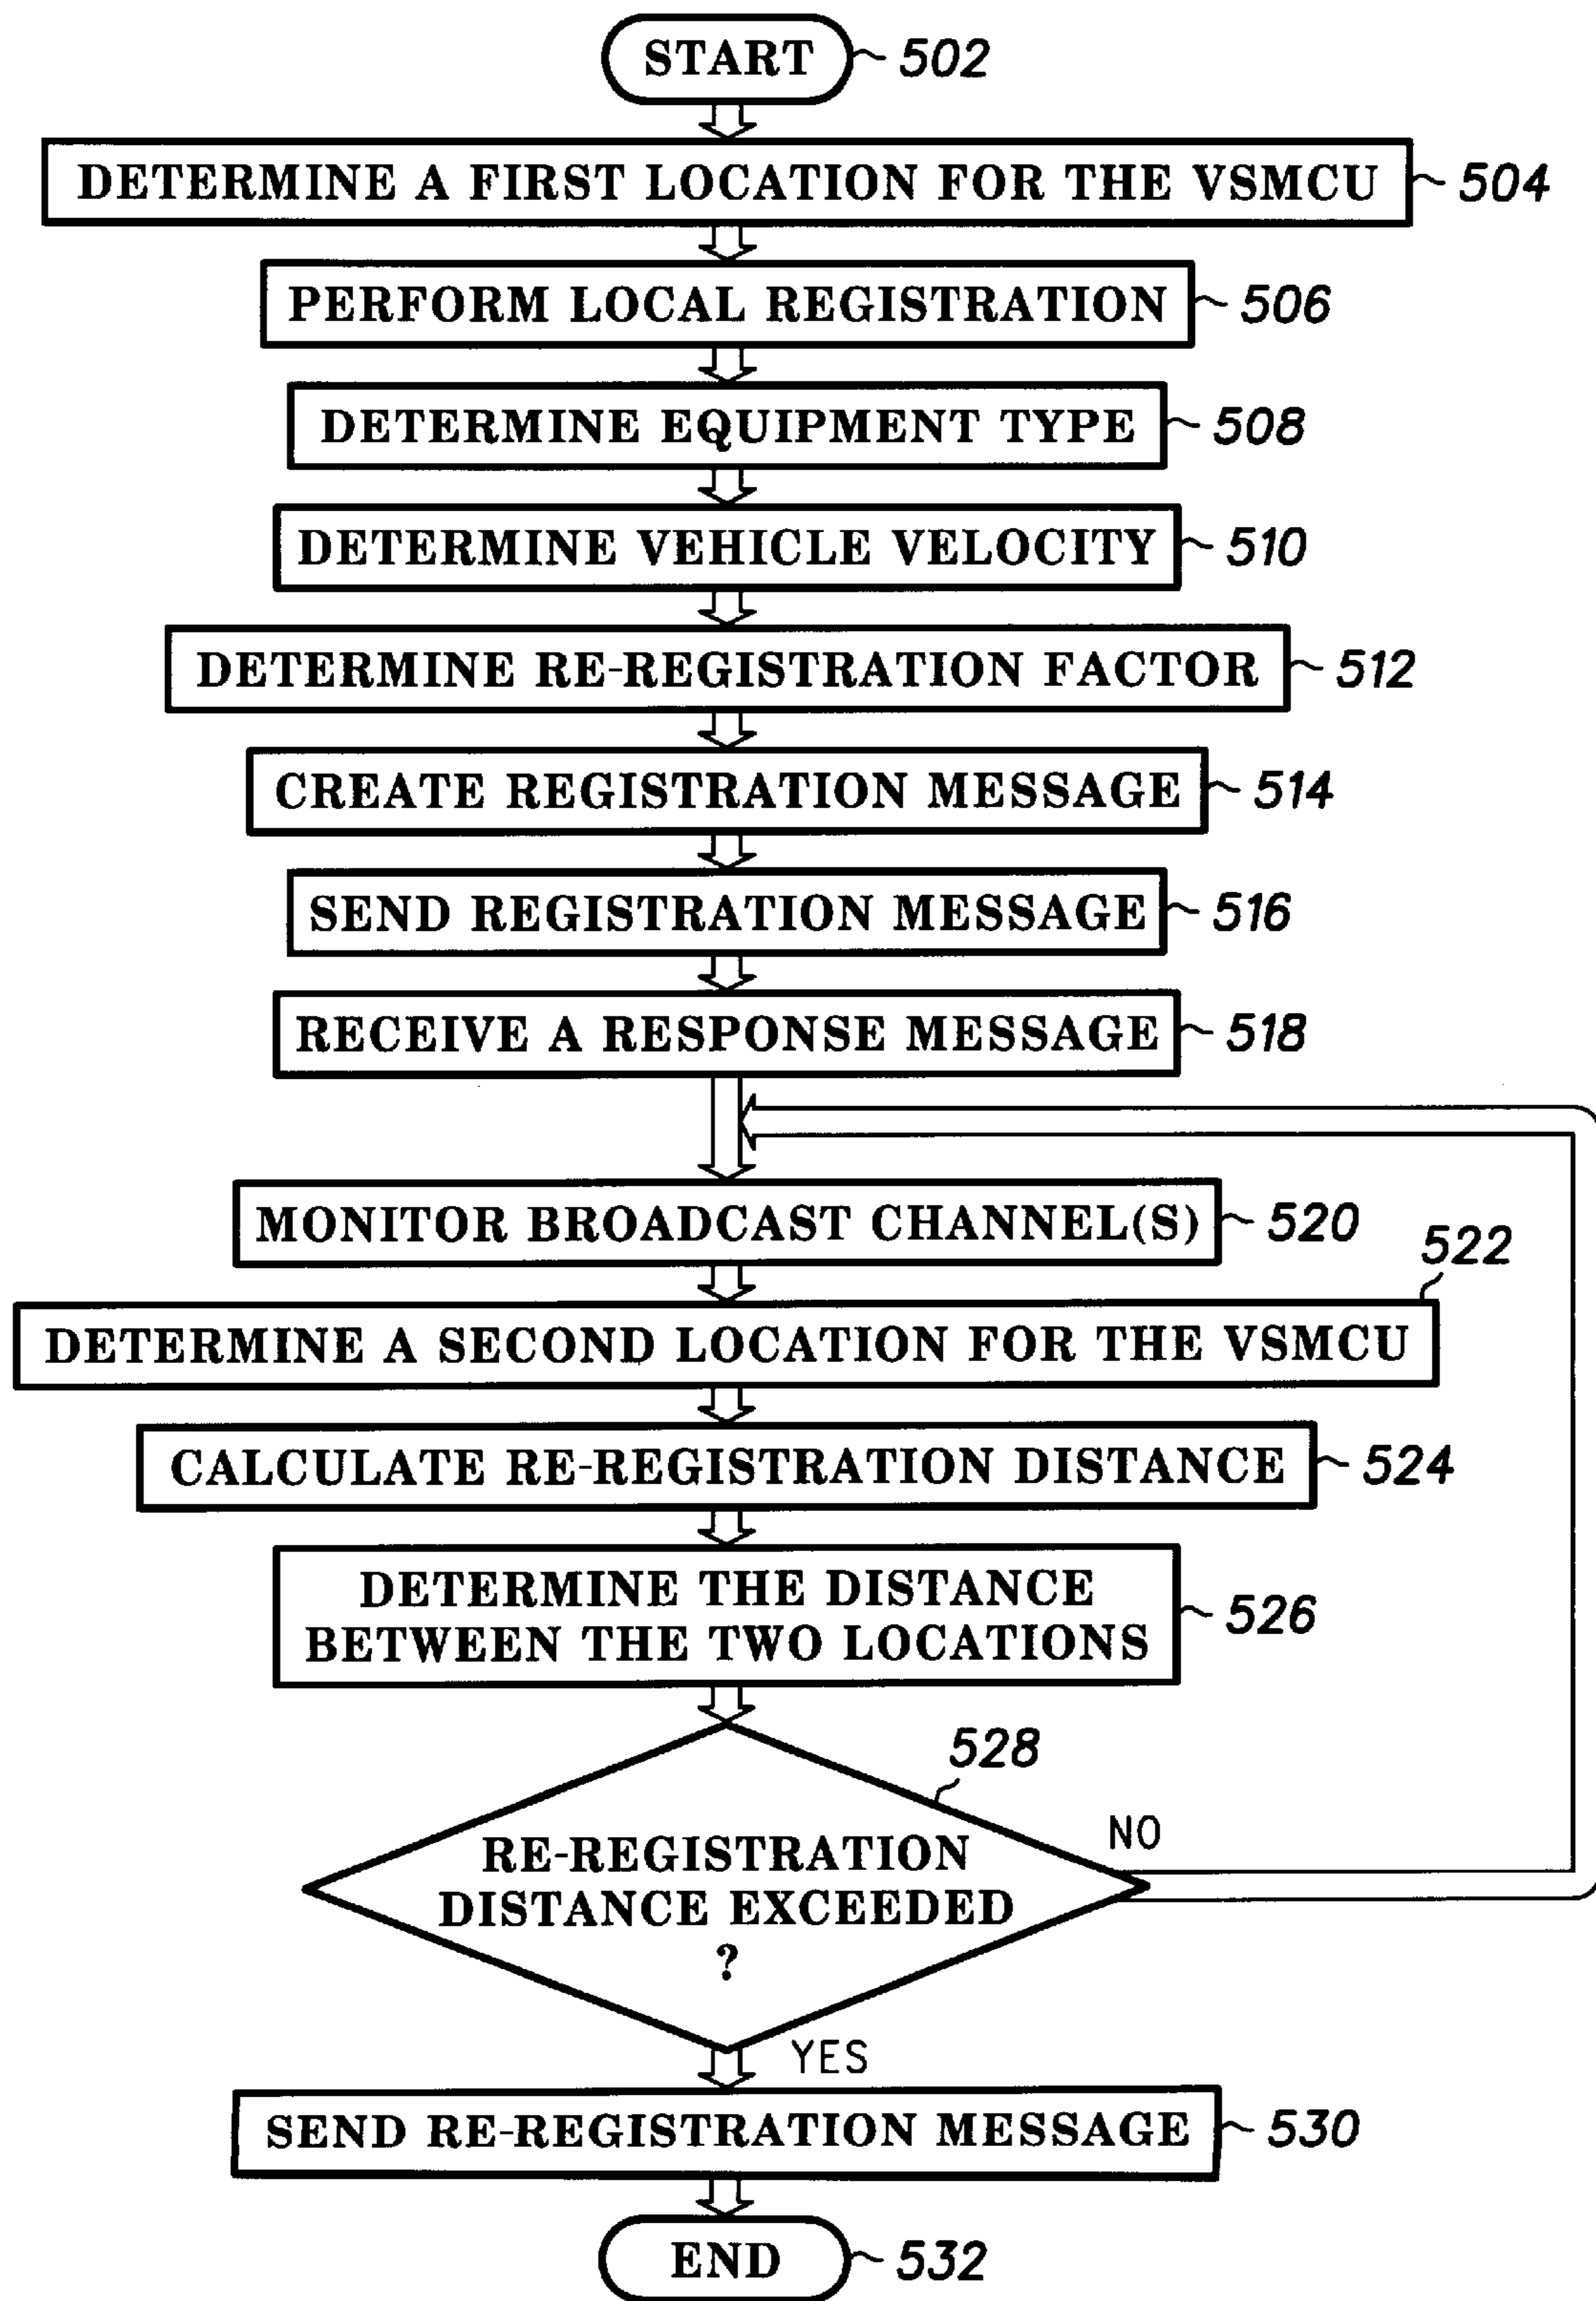 START 502
DETERMINE A FIRST LOCATION FOR THE VSMCU 504
PERFORM LOCAL REGISTRATION 506
DETERMINE EQUIPMENT TYPE 508
DETERMINE VEHICLE VELOCITY 510
DETERMINE RE-REGISTRATION FACTOR 512
CREATE REGISTRATION MESSAGE 514
SEND REGISTRATION MESSAGE 516
RECEIVE A RESPONSE MESSAGE 518
MONITOR BROADCAST CHANNEL(S) 520
522
DETERMINE A SECOND LOCATION FOR THE VSMCU
CALCULATE RE-REGISTRATION DISTANCE 524
DETERMINE THE DISTANCE
BETWEEN THE TWO LOCATIONS
526
528
NO
RE-REGISTRATION
DISTANCE EXCEEDED
?
YES
SEND RE-REGISTRATION MESSAGE 530
END 532